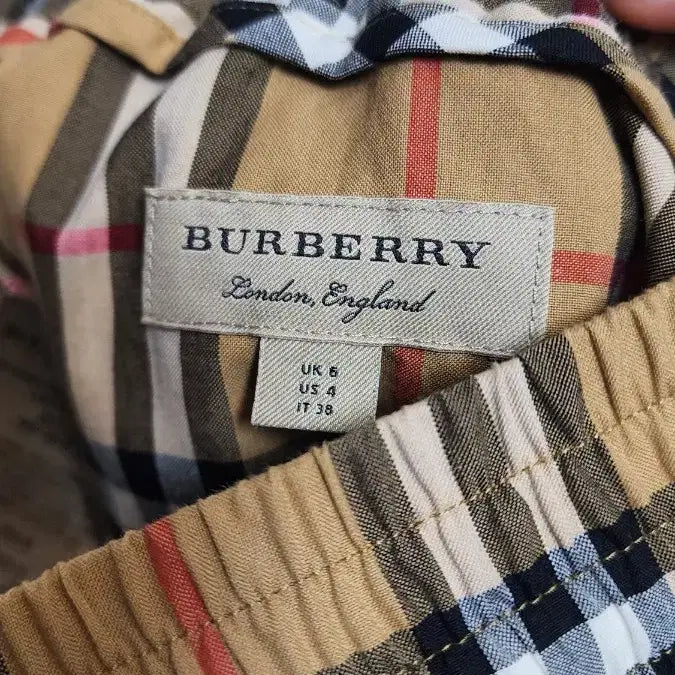 BURBERRY
London, England
UK 6
US 4
IT 38